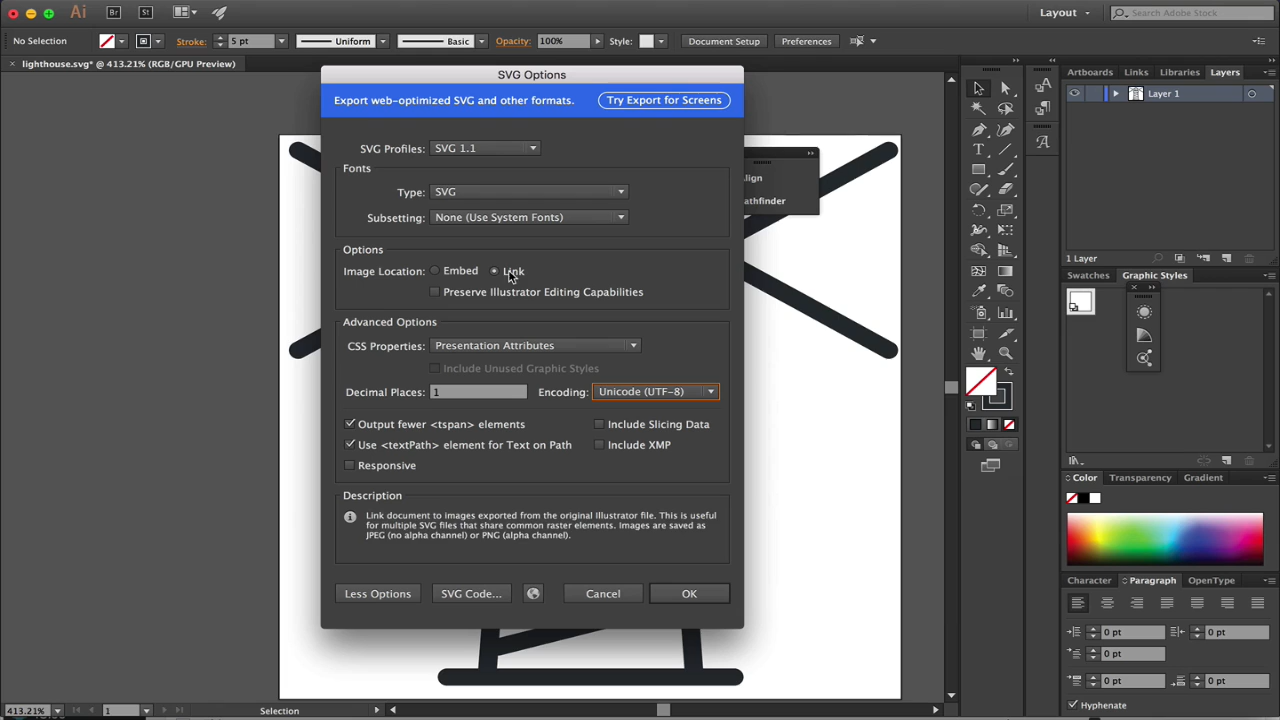 Ai Br St Layout Search Adobe Stock
No Selection Stroke: 5 pt Uniform Basic Opacity: 100% Style: Document Setup Preferences
× lighthouse.svg* @ 413.21% (RGB/GPU Preview)
SVG Options
Export web-optimized SVG and other formats. Try Export for Screens
SVG Profiles: SVG 1.1
Fonts
Type: SVG
Subsetting: None (Use System Fonts)
Options
Image Location: Embed Link
Preserve Illustrator Editing Capabilities
Advanced Options
CSS Properties: Presentation Attributes
Include Unused Graphic Styles
Decimal Places: 1 Encoding: Unicode (UTF-8)
Output fewer <tspan> elements Include Slicing Data
Use <textPath> element for Text on Path Include XMP
Responsive
Description
Link document to images exported from the original Illustrator file. This is useful
for multiple SVG files that share common raster elements. Images are saved as
JPEG (no alpha channel) or PNG (alpha channel).
Less Options SVG Code... Cancel OK
lign
athfinder
Artboards Links Libraries Layers
Layer 1
1 Layer
Swatches Graphic Styles
Color Transparency Gradient
Character Paragraph OpenType
0 pt 0 pt
0 pt
0 pt 0 pt
Hyphenate
413.21% 1 Selection